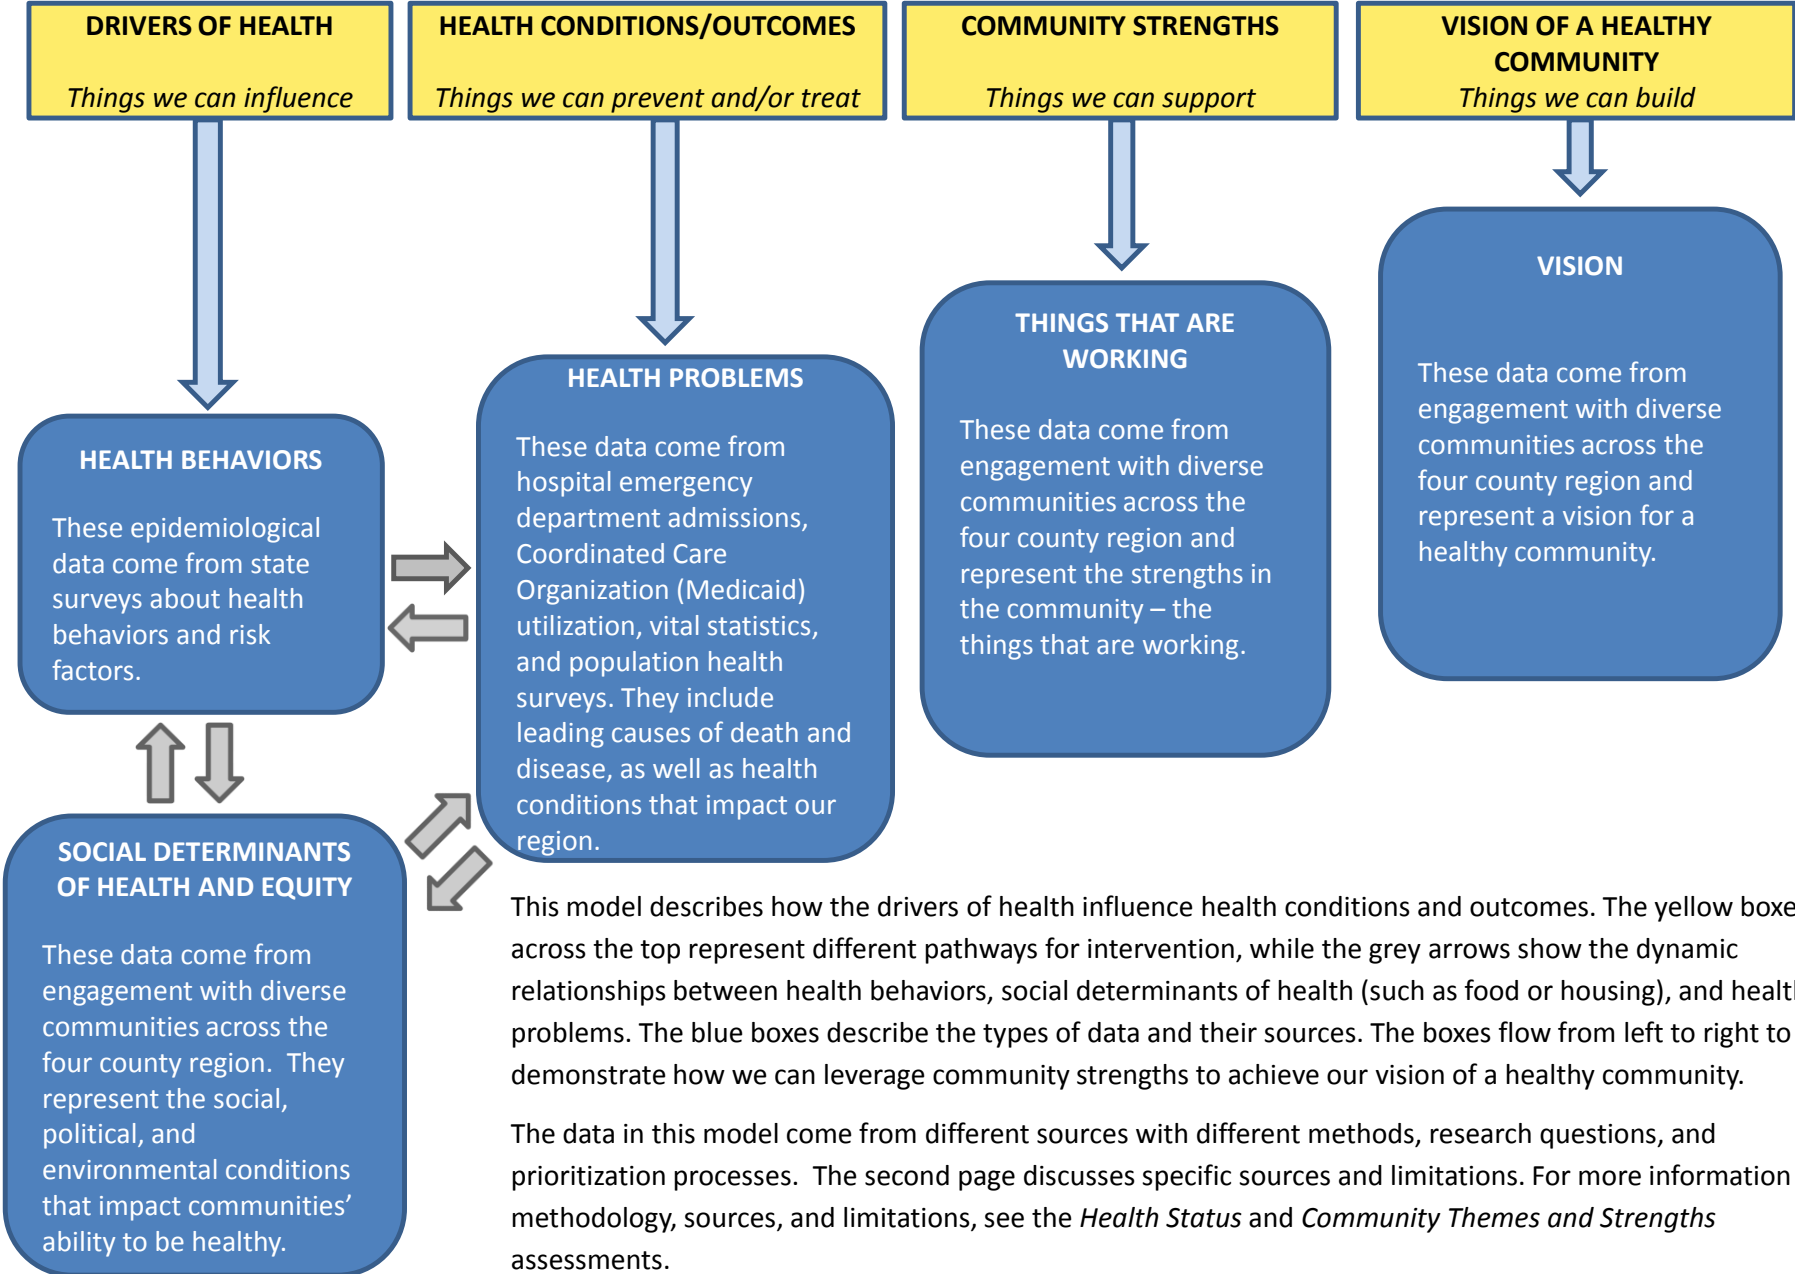 DRIVERS OF HEALTH
Things we can influence
HEALTH CONDITIONS/OUTCOMES
Things we can prevent and/or treat
COMMUNITY STRENGTHS
Things we can support
VISION OF A HEALTHY
COMMUNITY
Things we can build
HEALTH BEHAVIORS
These epidemiological
data come from state
surveys about health
behaviors and risk
factors.
SOCIAL DETERMINANTS
OF HEALTH AND EQUITY
These data come from
engagement with diverse
communities across the
four county region.  They
represent the social,
political, and
environmental conditions
that impact communities’
ability to be healthy.
HEALTH PROBLEMS
These data come from
hospital emergency
department admissions,
Coordinated Care
Organization (Medicaid)
utilization, vital statistics,
and population health
surveys. They include
leading causes of death and
disease, as well as health
conditions that impact our
region.
THINGS THAT ARE
WORKING
These data come from
engagement with diverse
communities across the
four county region and
represent the strengths in
the community – the
things that are working.
VISION
These data come from
engagement with diverse
communities across the
four county region and
represent a vision for a
healthy community.
This model describes how the drivers of health influence health conditions and outcomes. The yellow boxe
across the top represent different pathways for intervention, while the grey arrows show the dynamic
relationships between health behaviors, social determinants of health (such as food or housing), and healt
problems. The blue boxes describe the types of data and their sources. The boxes flow from left to right to
demonstrate how we can leverage community strengths to achieve our vision of a healthy community.
The data in this model come from different sources with different methods, research questions, and
prioritization processes.  The second page discusses specific sources and limitations. For more information
methodology, sources, and limitations, see the Health Status and Community Themes and Strengths
assessments.